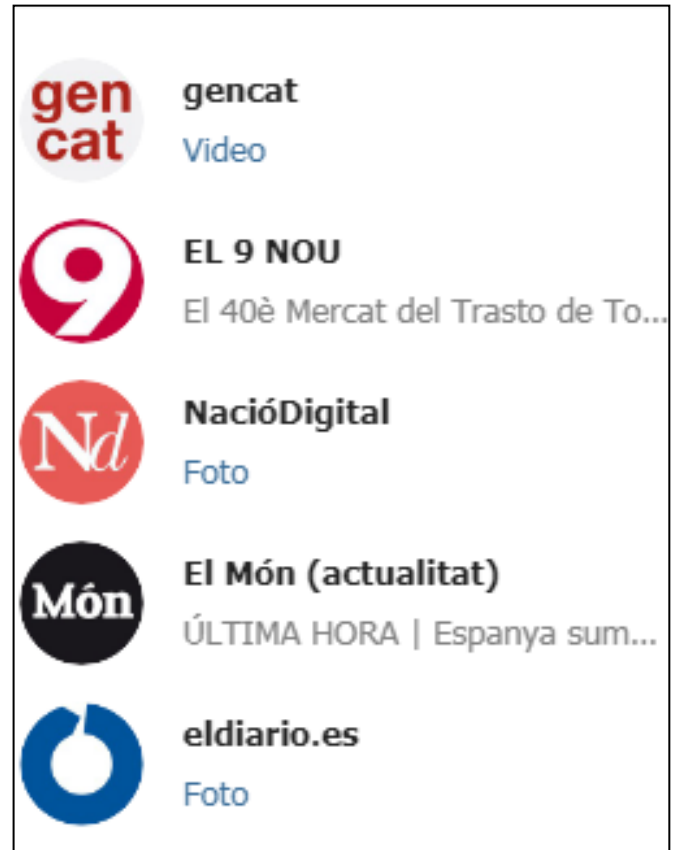 gen
cat
gencat
Video
9
EL 9 NOU
El 40è Mercat del Trasto de To...
Nd
NacióDigital
Foto
Món
El Món (actualitat)
ÚLTIMA HORA | Espanya sum...
eldiario.es
Foto